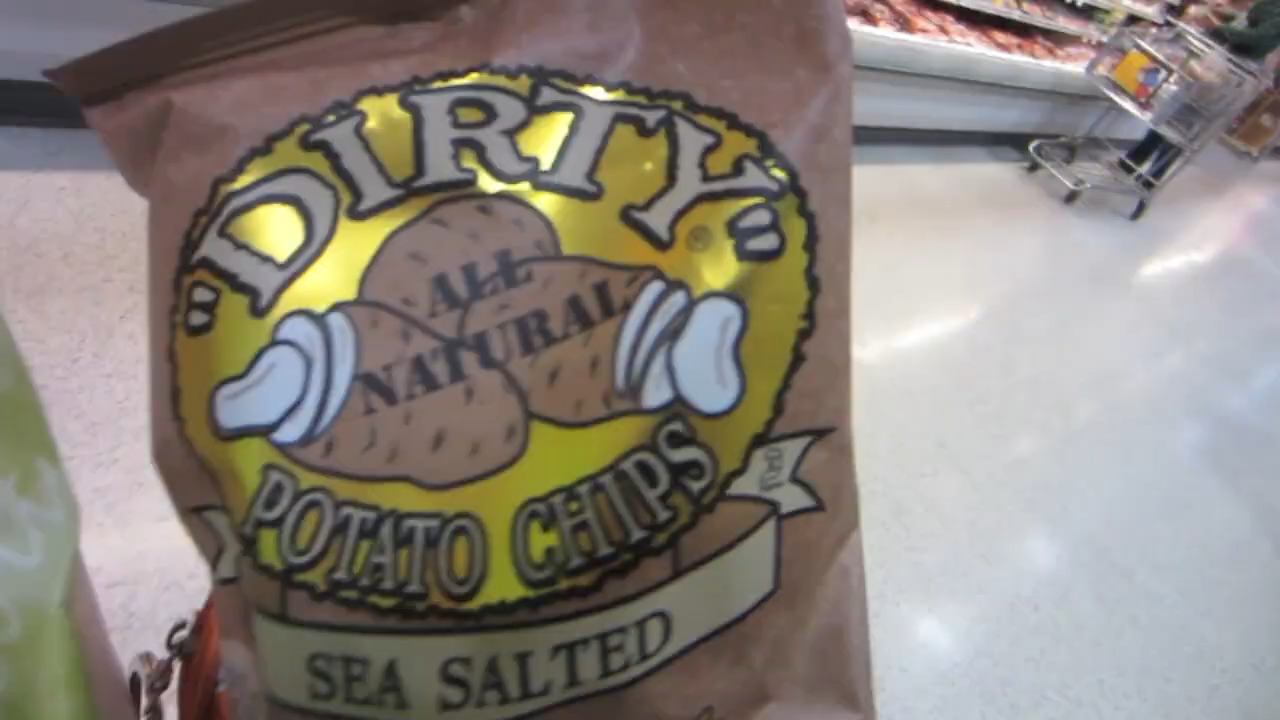 "DIRTY"®
ALL
NATURAL
POTATO CHIPS
SEA SALTED